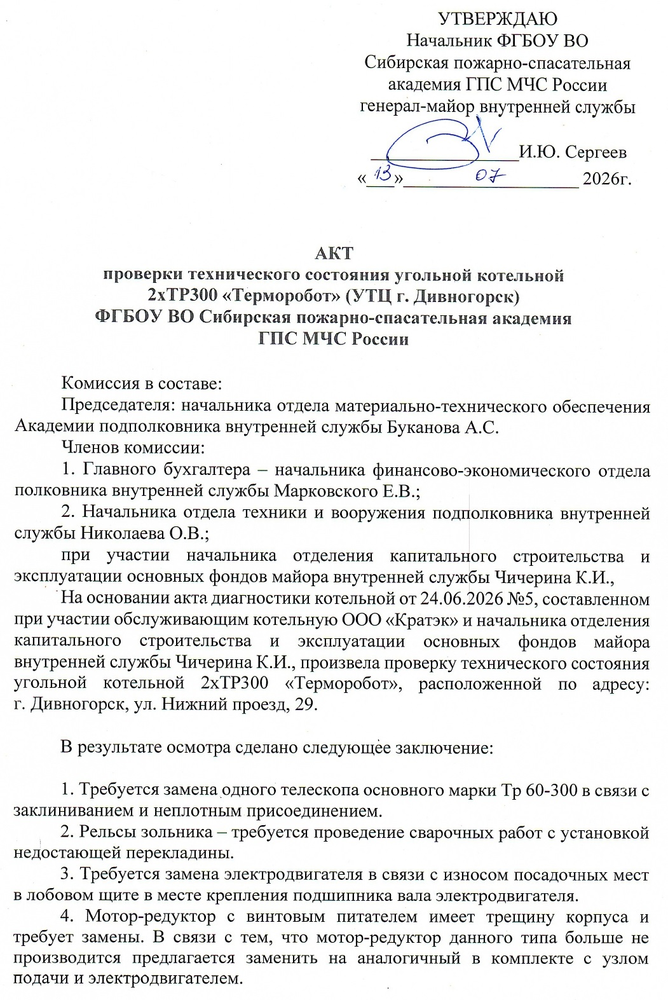 УТВЕРЖДАЮ
Начальник ФГБОУ ВО
Сибирская пожарно-спасательная
академия ГПС МЧС России
генерал-майор внутренней службы
________________И.Ю. Сергеев
«13»___________07________ 2026г.
АКТ
проверки технического состояния угольной котельной
2хТР300 «Терморобот» (УТЦ г. Дивногорск)
ФГБОУ ВО Сибирская пожарно-спасательная академия
ГПС МЧС России
Комиссия в составе:
Председателя: начальника отдела материально-технического обеспечения
Академии подполковника внутренней службы Буканова А.С.
Членов комиссии:
1. Главного бухгалтера – начальника финансово-экономического отдела
полковника внутренней службы Марковского Е.В.;
2. Начальника отдела техники и вооружения подполковника внутренней
службы Николаева О.В.;
при участии начальника отделения капитального строительства и
эксплуатации основных фондов майора внутренней службы Чичерина К.И.,
На основании акта диагностики котельной от 24.06.2026 №5, составленном
при участии обслуживающим котельную ООО «Кратэк» и начальника отделения
капитального строительства и эксплуатации основных фондов майора
внутренней службы Чичерина К.И., произвела проверку технического состояния
угольной котельной 2хТР300 «Терморобот», расположенной по адресу:
г. Дивногорск, ул. Нижний проезд, 29.
В результате осмотра сделано следующее заключение:
1. Требуется замена одного телескопа основного марки Тр 60-300 в связи с
заклиниванием и неплотным присоединением.
2. Рельсы зольника – требуется проведение сварочных работ с установкой
недостающей перекладины.
3. Требуется замена электродвигателя в связи с износом посадочных мест
в лобовом щите в месте крепления подшипника вала электродвигателя.
4. Мотор-редуктор с винтовым питателем имеет трещину корпуса и
требует замены. В связи с тем, что мотор-редуктор данного типа больше не
производится предлагается заменить на аналогичный в комплекте с узлом
подачи и электродвигателем.